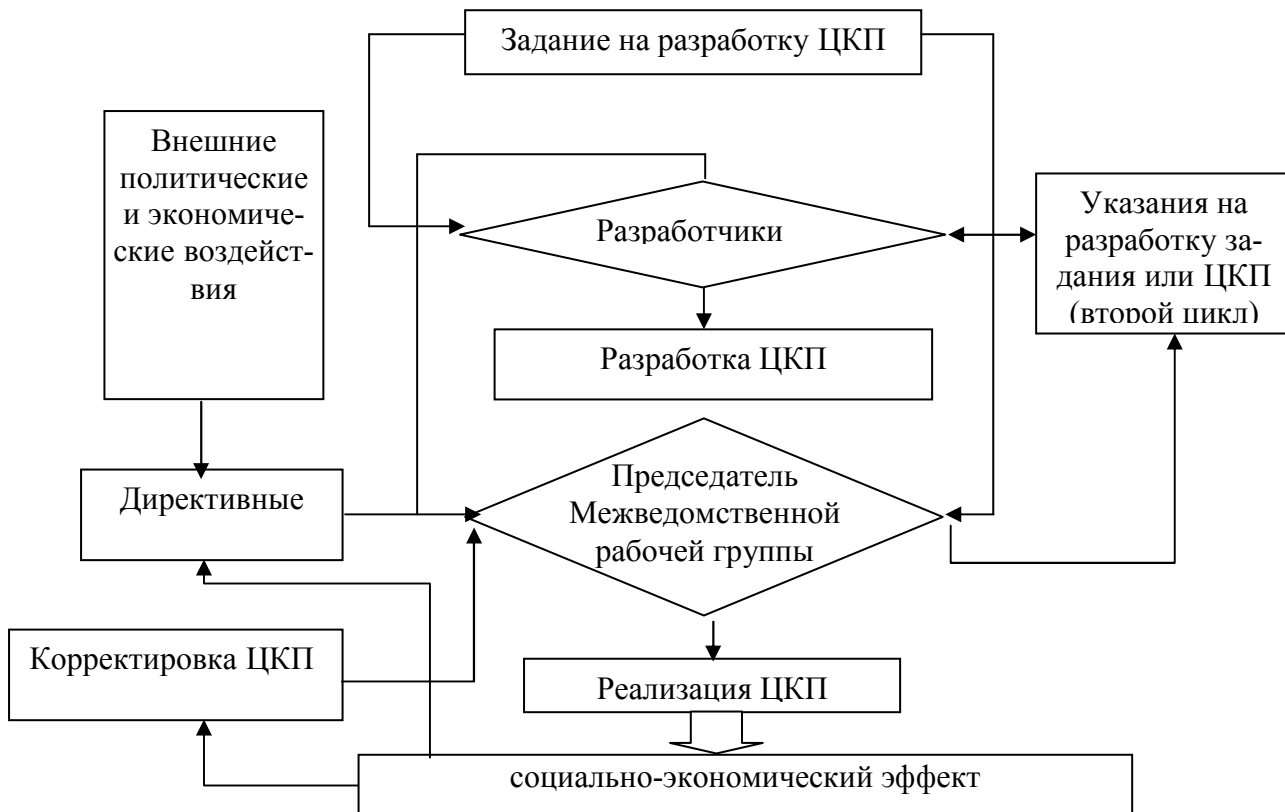 Задание на разработку ЦКП
Внешние
политические
и экономиче-
ские воздейст-
вия
Разработчики
Указания на
разработку за-
дания или ЦКП
(второй цикл)
Разработка ЦКП
Директивные
Председатель
Межведомственной
рабочей группы
Корректировка ЦКП
Реализация ЦКП
социально-экономический эффект